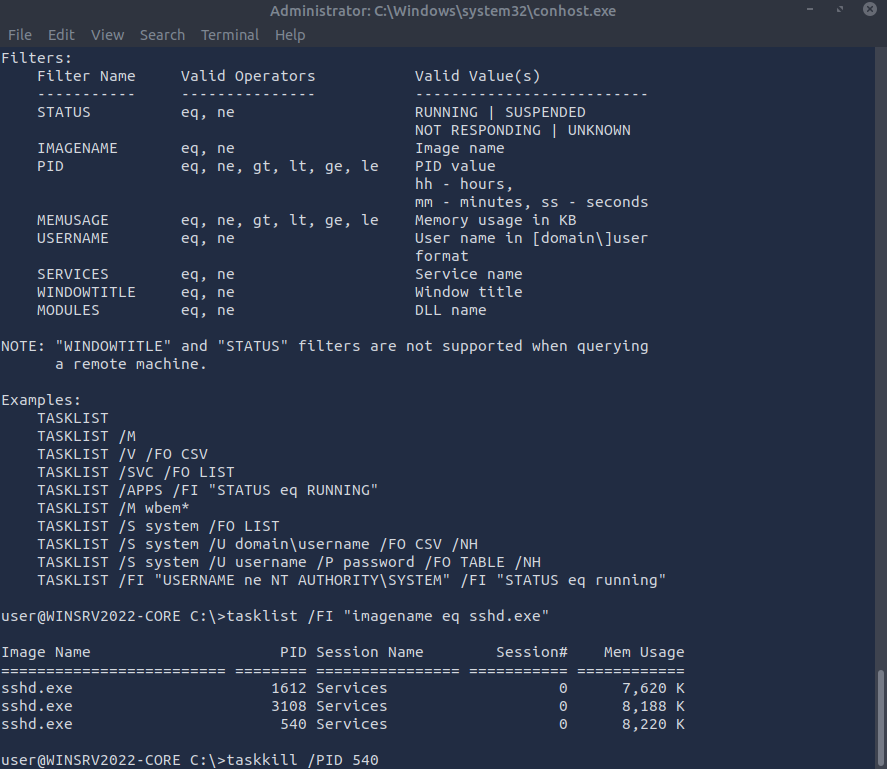 Administrator: C:\Windows\system32\conhost.exe
File Edit View Search Terminal Help
Filters:
    Filter Name     Valid Operators           Valid Value(s)
    -----------     ---------------           --------------------------
    STATUS          eq, ne                    RUNNING | SUSPENDED
                                              NOT RESPONDING | UNKNOWN
    IMAGENAME       eq, ne                    Image name
    PID             eq, ne, gt, lt, ge, le    PID value
                                              hh - hours,
                                              mm - minutes, ss - seconds
    MEMUSAGE        eq, ne, gt, lt, ge, le    Memory usage in KB
    USERNAME        eq, ne                    User name in [domain\]user
                                              format
    SERVICES        eq, ne                    Service name
    WINDOWTITLE     eq, ne                    Window title
    MODULES         eq, ne                    DLL name

NOTE: "WINDOWTITLE" and "STATUS" filters are not supported when querying
      a remote machine.

Examples:
    TASKLIST
    TASKLIST /M
    TASKLIST /V /FO CSV
    TASKLIST /SVC /FO LIST
    TASKLIST /APPS /FI "STATUS eq RUNNING"
    TASKLIST /M wbem*
    TASKLIST /S system /FO LIST
    TASKLIST /S system /U domain\username /FO CSV /NH
    TASKLIST /S system /U username /P password /FO TABLE /NH
    TASKLIST /FI "USERNAME ne NT AUTHORITY\SYSTEM" /FI "STATUS eq running"

user@WINSRV2022-CORE C:\>tasklist /FI "imagename eq sshd.exe"

Image Name                     PID Session Name        Session#    Mem Usage
========================= ======== ================ =========== ============
sshd.exe                      1612 Services                   0      7,620 K
sshd.exe                      3108 Services                   0      8,188 K
sshd.exe                       540 Services                   0      8,220 K

user@WINSRV2022-CORE C:\>taskkill /PID 540